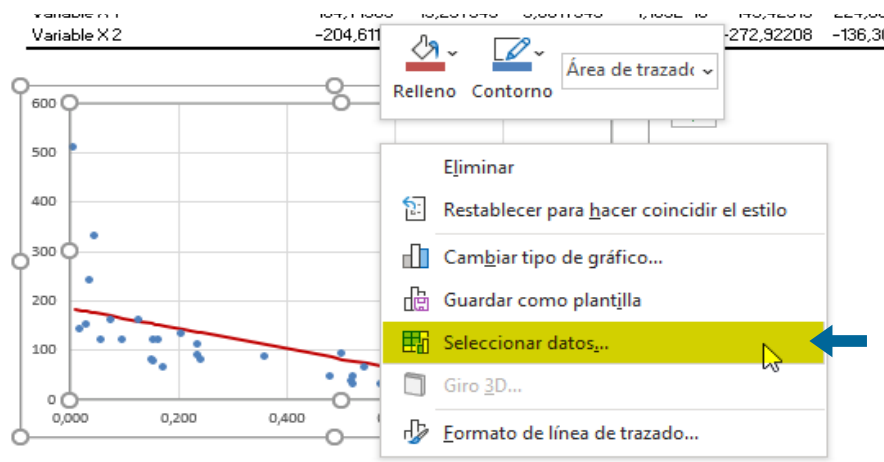 Variable X 2
-272,92208
Relleno Contorno
Área de trazado
600
500
400
300
200
100
0
0,000 0,200 0,400
Eliminar
Restablecer para hacer coincidir el estilo
Cambiar tipo de gráfico...
Guardar como plantilla
Seleccionar datos...
Giro 3D...
Formato de línea de trazado...